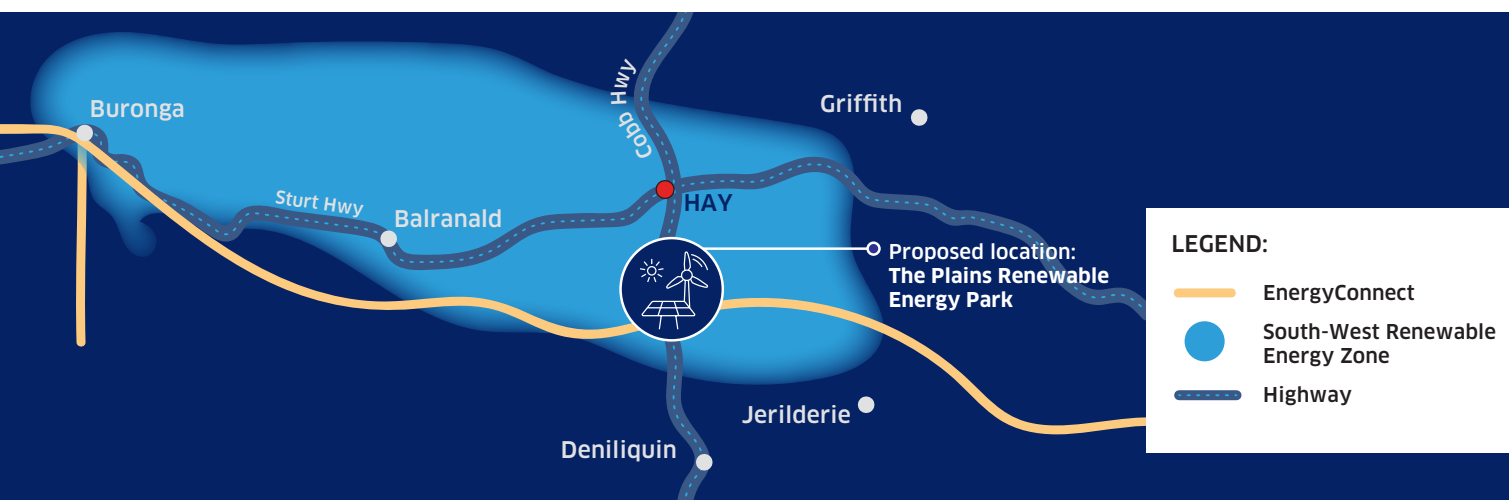 Cobb Hwy
Griffith
Buronga
Sturt Hwy
Balranald
HAY
Proposed location:
The Plains Renewable
Energy Park
Jerilderie
Deniliquin
LEGEND:
EnergyConnect
South-West Renewable
Energy Zone
Highway